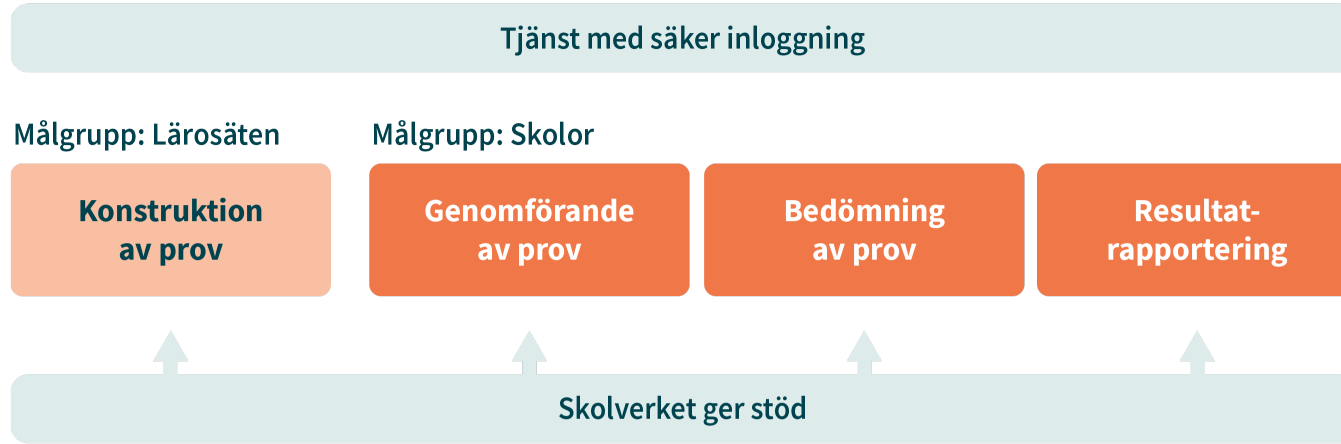 Tjänst med säker inloggning
Målgrupp: Lärosäten
Målgrupp: Skolor
Konstruktion
av prov
Genomförande
av prov
Bedömning
av prov
Resultat-
rapportering
Skolverket ger stöd